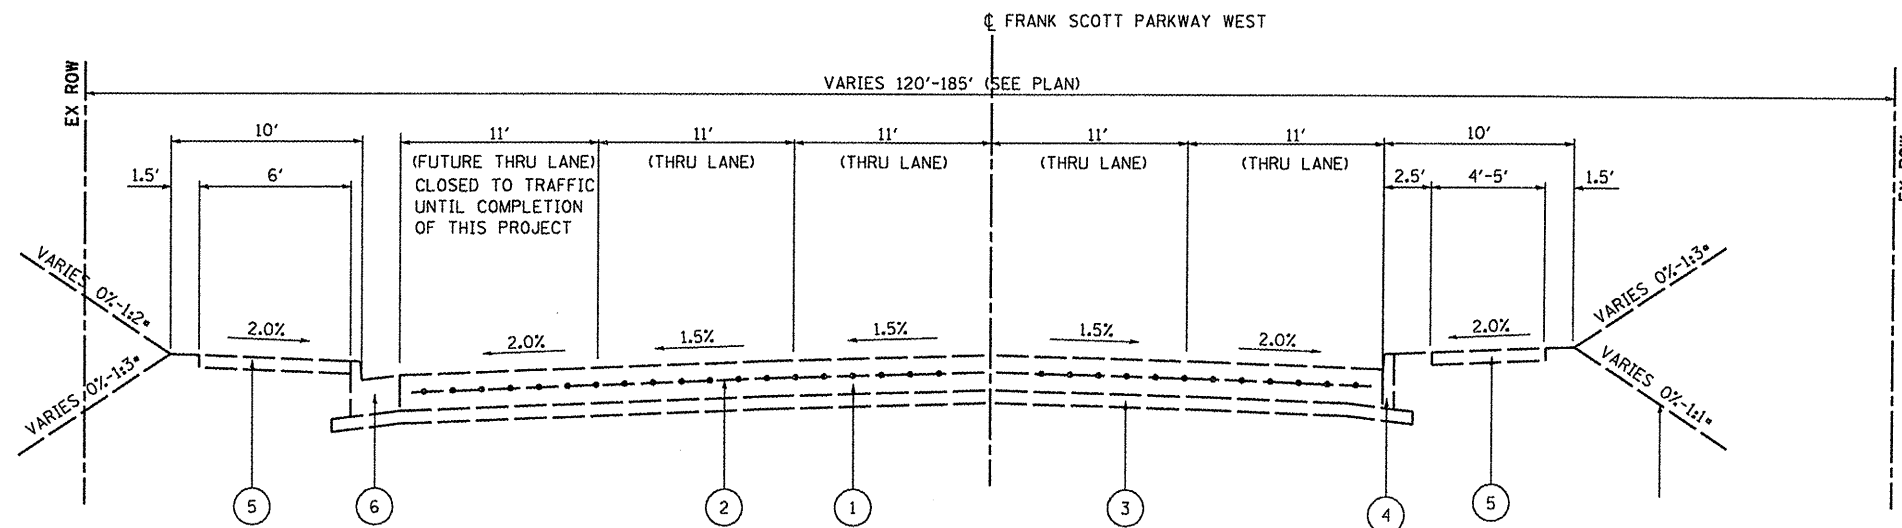 ℄ FRANK SCOTT PARKWAY WEST
EX ROW
VARIES 120'-185' (SEE PLAN)
10'
11'
11'
11'
11'
11'
10'
(FUTURE THRU LANE)
CLOSED TO TRAFFIC
UNTIL COMPLETION
OF THIS PROJECT
(THRU LANE)
(THRU LANE)
(THRU LANE)
(THRU LANE)
1.5'
6'
2.5'
4'-5'
1.5'
VARIES 0%-1:2*
VARIES 0%-1:3*
2.0%
2.0%
1.5%
1.5%
1.5%
2.0%
2.0%
VARIES 0%-1:3*
VARIES 0%-1:1*
5
6
2
1
3
4
5